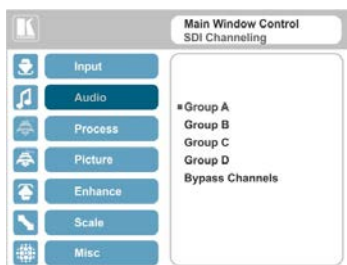 Main Window Control
SDI Channeling
Input
Audio
Process
Picture
Enhance
Scale
Misc
Group A
Group B
Group C
Group D
Bypass Channels